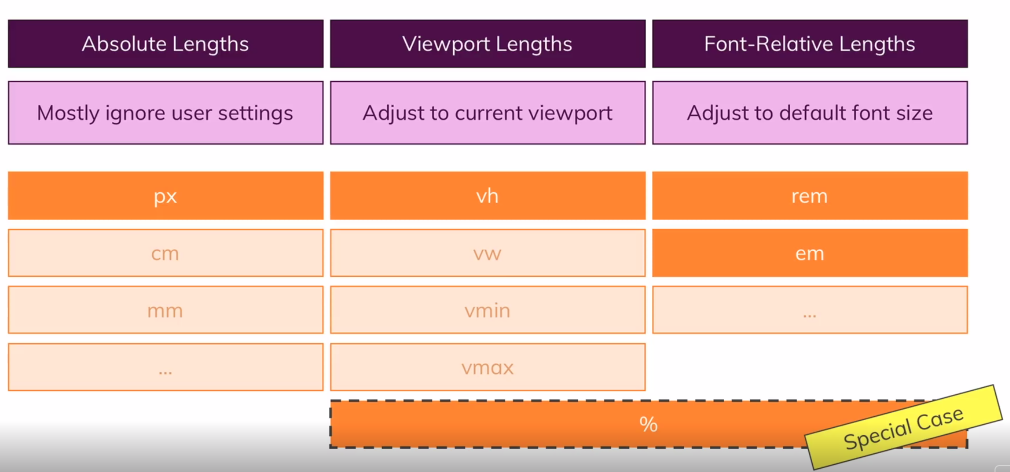 Absolute Lengths
Viewport Lengths
Font-Relative Lengths
Mostly ignore user settings
Adjust to current viewport
Adjust to default font size
px
vh
rem
cm
vw
em
mm
vmin
...
...
vmax
%
Special Case